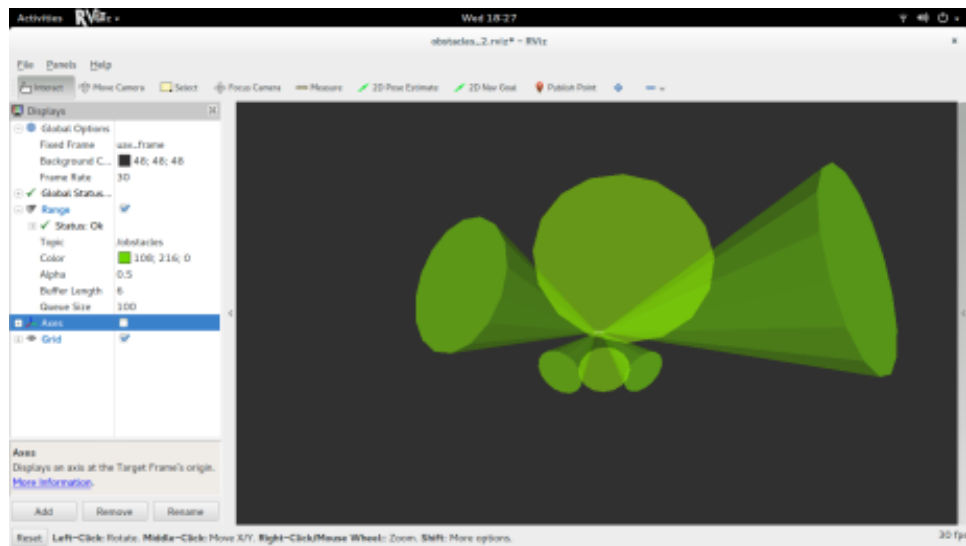 Activities RViz Wed 18:27
obstacles_2.rviz* - RViz
File Panels Help
Interact Move Camera Select Focus Camera Measure 2D Pose Estimate 2D Nav Goal Publish Point
Displays
Global Options
Fixed Frame uze_frame
Background C... 48; 48; 48
Frame Rate 30
Global Status...
Range
Status: Ok
Topic /obstacles
Color 108; 216; 0
Alpha 0.5
Buffer Length 6
Queue Size 100
Axes
Grid
Axes
Displays an axis at the Target Frame's origin.
More Information.
Add Remove Rename
Reset Left-Click: Rotate. Middle-Click: Move X/Y. Right-Click/Mouse Wheel:: Zoom. Shift: More options. 30 fps